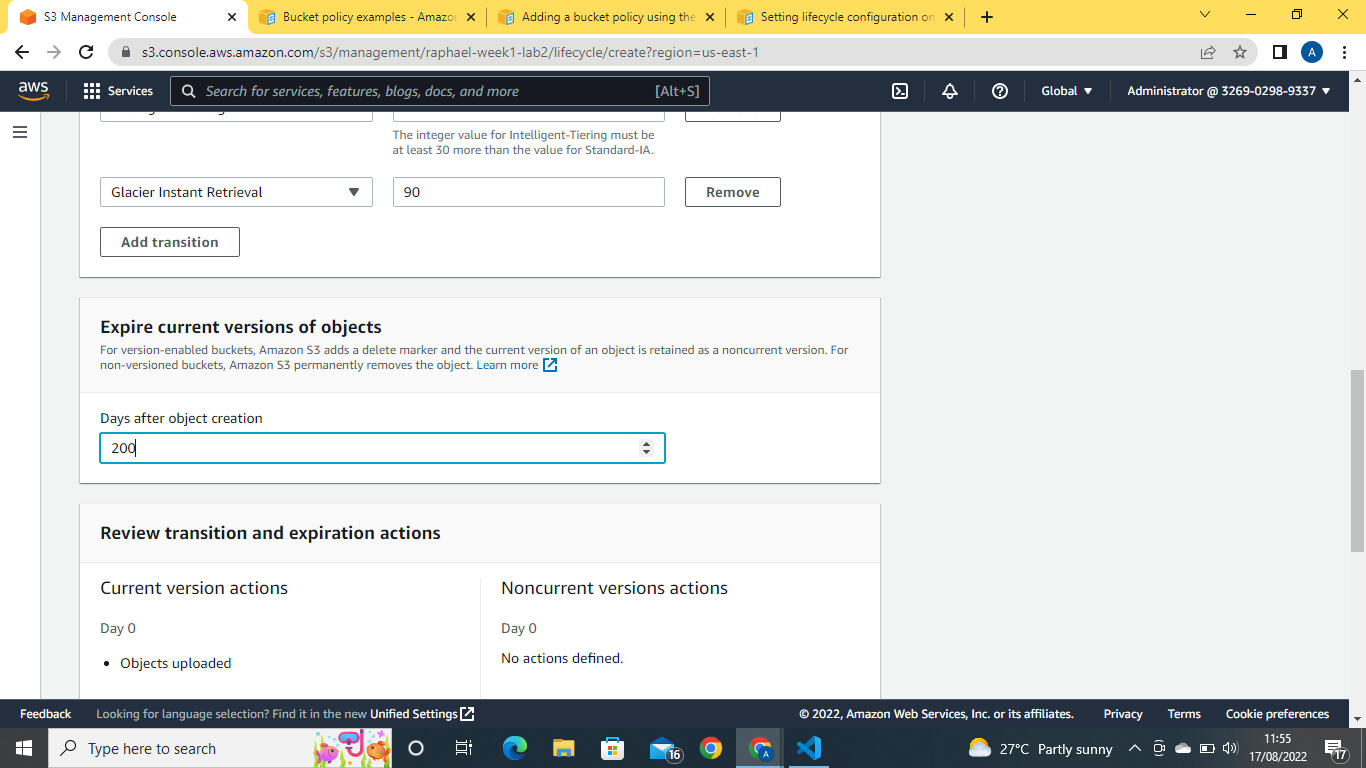 S3 Management Console
Bucket policy examples - Amazon
Adding a bucket policy using the
Setting lifecycle configuration on
s3.console.aws.amazon.com/s3/management/raphael-week1-lab2/lifecycle/create?region=us-east-1
A
aws
Services
Search for services, features, blogs, docs, and more
[Alt+S]
Global
Administrator @ 3269-0298-9337
The integer value for Intelligent-Tiering must be
at least 30 more than the value for Standard-IA.
Glacier Instant Retrieval
90
Remove
Add transition
Expire current versions of objects
For version-enabled buckets, Amazon S3 adds a delete marker and the current version of an object is retained as a noncurrent version. For
non-versioned buckets, Amazon S3 permanently removes the object. Learn more
Days after object creation
200
Review transition and expiration actions
Current version actions
Noncurrent versions actions
Day 0
Day 0
Objects uploaded
No actions defined.
Feedback
Looking for language selection? Find it in the new Unified Settings
© 2022, Amazon Web Services, Inc. or its affiliates.
Privacy
Terms
Cookie preferences
Type here to search
16
A
27°C Partly sunny
11:55
17/08/2022
17